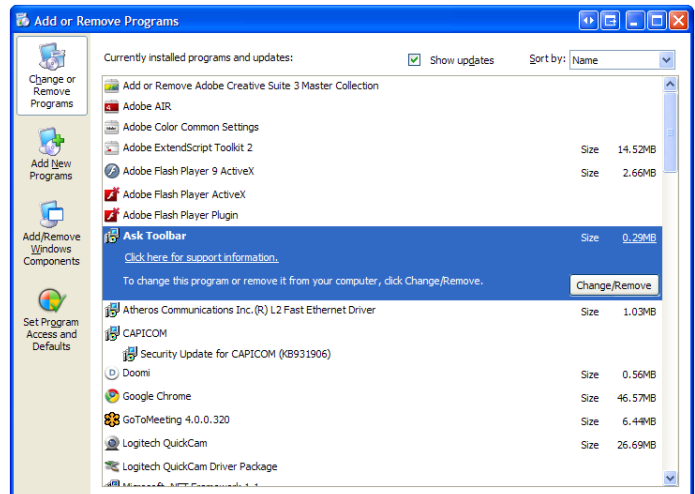 Add or Remove Programs
Change or
Remove
Programs
Add New
Programs
Add/Remove
Windows
Components
Set Program
Access and
Defaults
Currently installed programs and updates:
Show updates
Sort by: Name
Add or Remove Adobe Creative Suite 3 Master Collection
Adobe AIR
Adobe Color Common Settings
Adobe ExtendScript Toolkit 2 Size 14.52MB
Adobe Flash Player 9 ActiveX Size 2.66MB
Adobe Flash Player ActiveX
Adobe Flash Player Plugin
Ask Toolbar Size 0.29MB
Click here for support information.
To change this program or remove it from your computer, click Change/Remove. Change/Remove
Atheros Communications Inc.(R) L2 Fast Ethernet Driver Size 1.03MB
CAPICOM
Security Update for CAPICOM (KB931906)
Doomi Size 0.56MB
Google Chrome Size 46.57MB
GoToMeeting 4.0.0.320 Size 6.44MB
Logitech QuickCam Size 26.69MB
Logitech QuickCam Driver Package
Microsoft .NET Framework 1.1